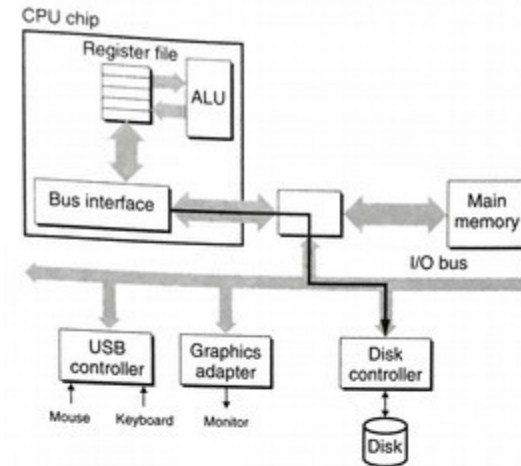 CPU chip
Register file
ALU
Bus interface
Main
memory
I/O bus
USB
controller
Graphics
adapter
Disk
controller
Mouse
Keyboard
Monitor
Disk